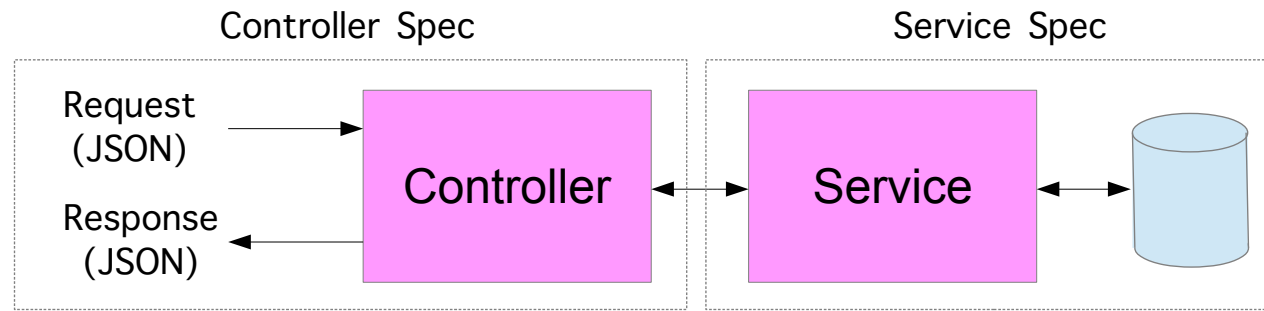 Controller Spec
Service Spec
Request
(JSON)
Controller
Service
Response
(JSON)